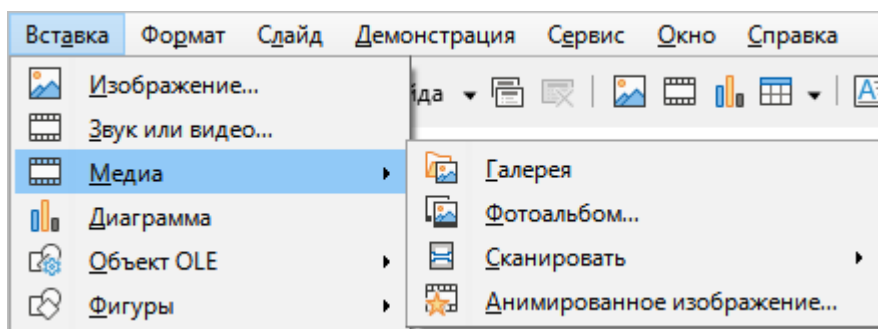 Вставка Формат Слайд Демонстрация Сервис Окно Справка
Изображение...
Звук или видео...
Медиа
Диаграмма
Объект OLE
Фигуры
Галерея
Фотоальбом...
Сканировать
Анимированное изображение...